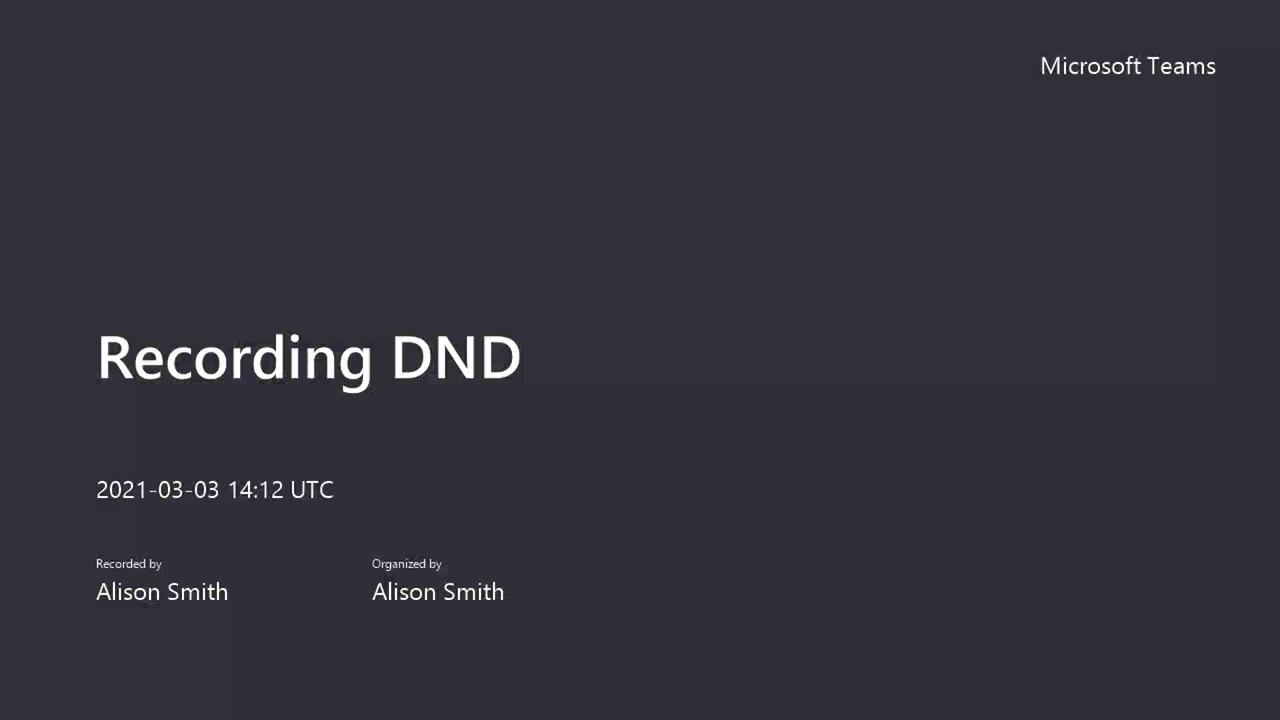 Microsoft Teams
Recording DND
2021-03-03 14:12 UTC
Recorded by
Alison Smith
Organized by
Alison Smith